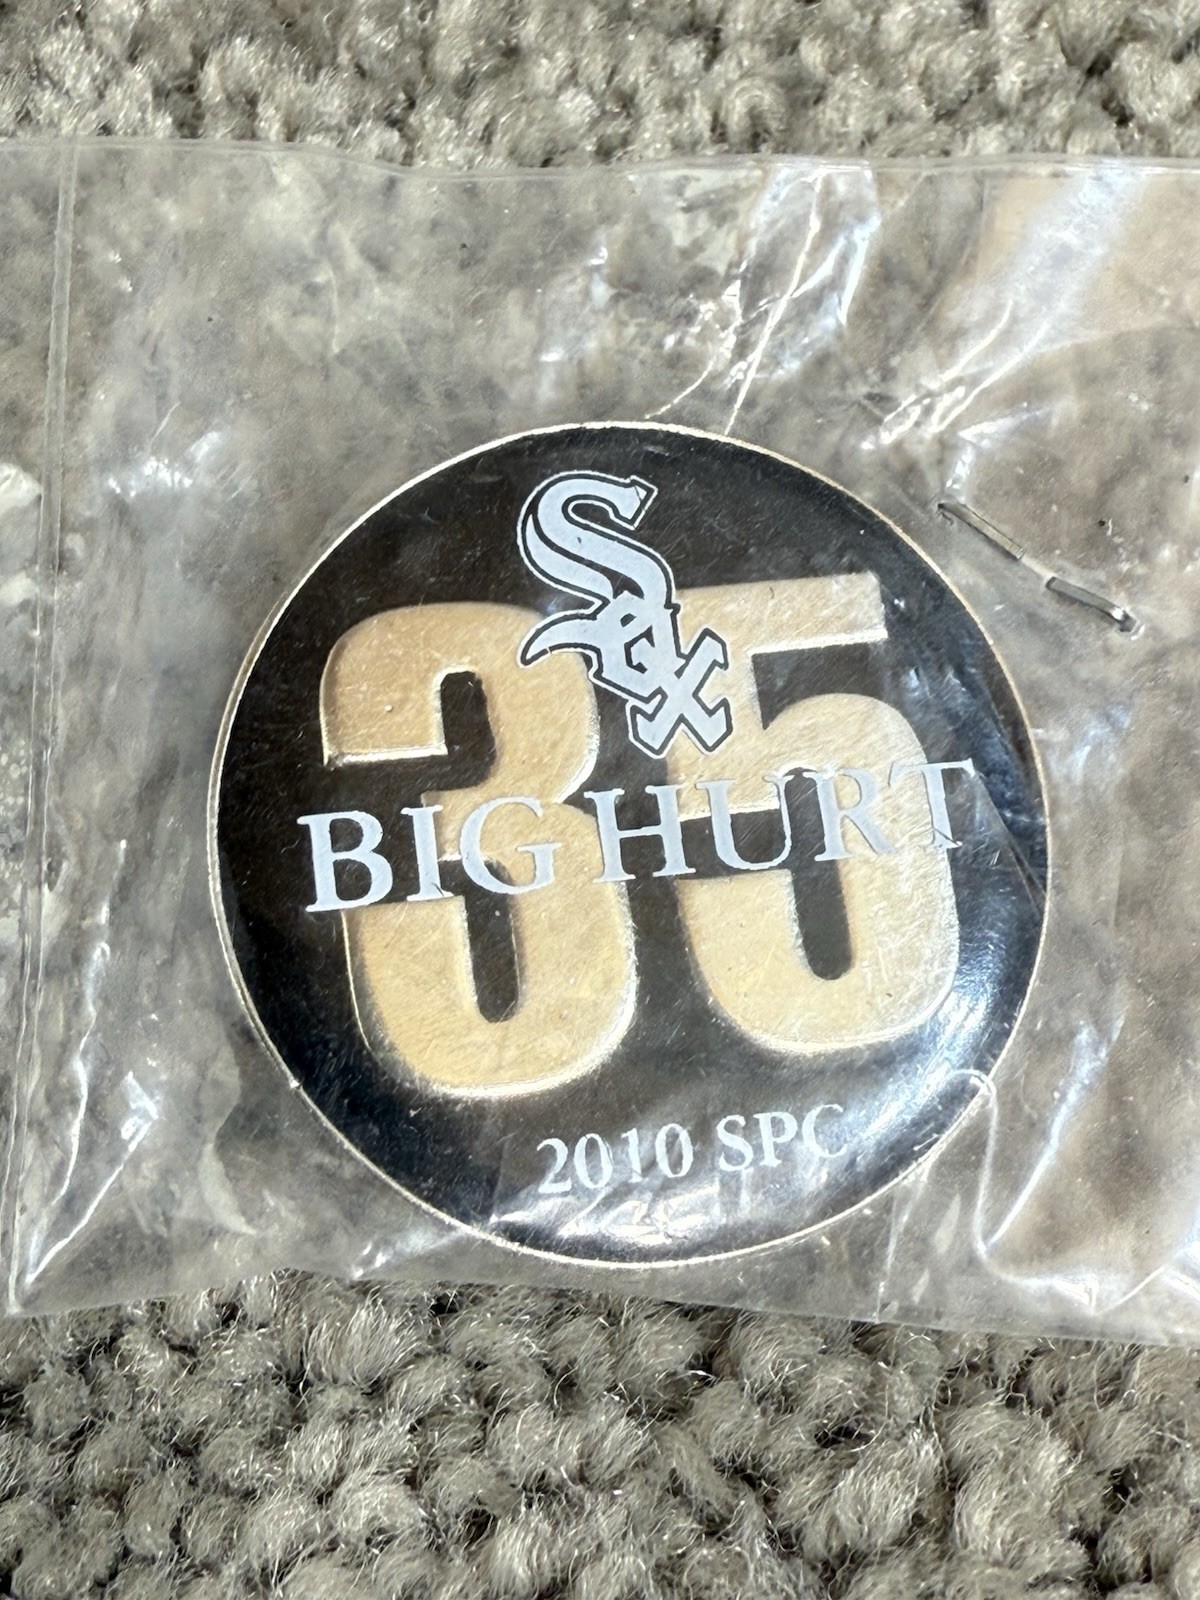 Sox
35
BIG HURT
2010 SPC